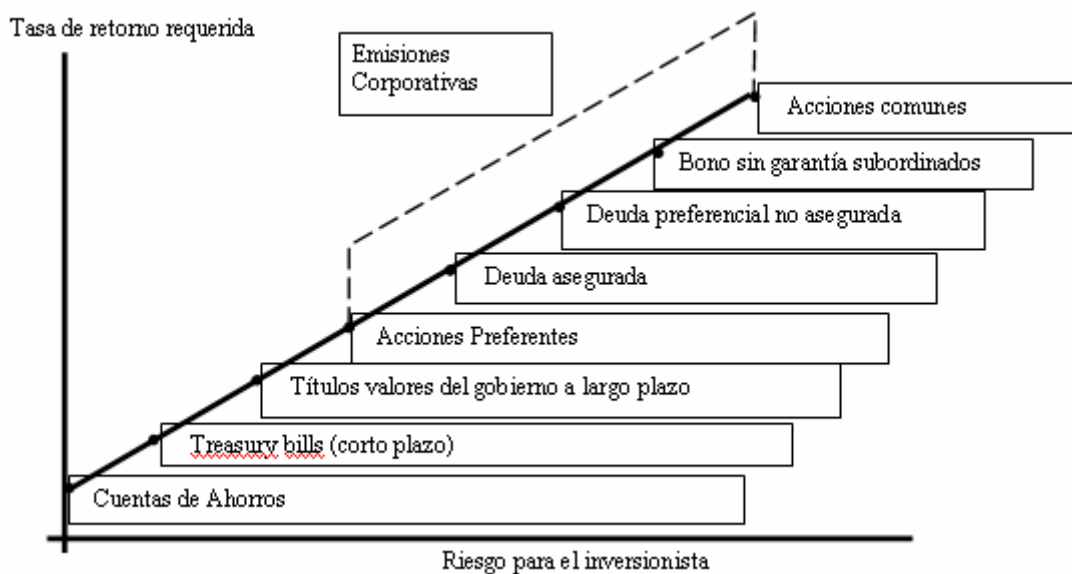 Tasa de retorno requerida
Emisiones
Corporativas
Acciones comunes
Bono sin garantía subordinados
Deuda preferencial no asegurada
Deuda asegurada
Acciones Preferentes
Títulos valores del gobierno a largo plazo
Treasury bills (corto plazo)
Cuentas de Ahorros
Riesgo para el inversionista